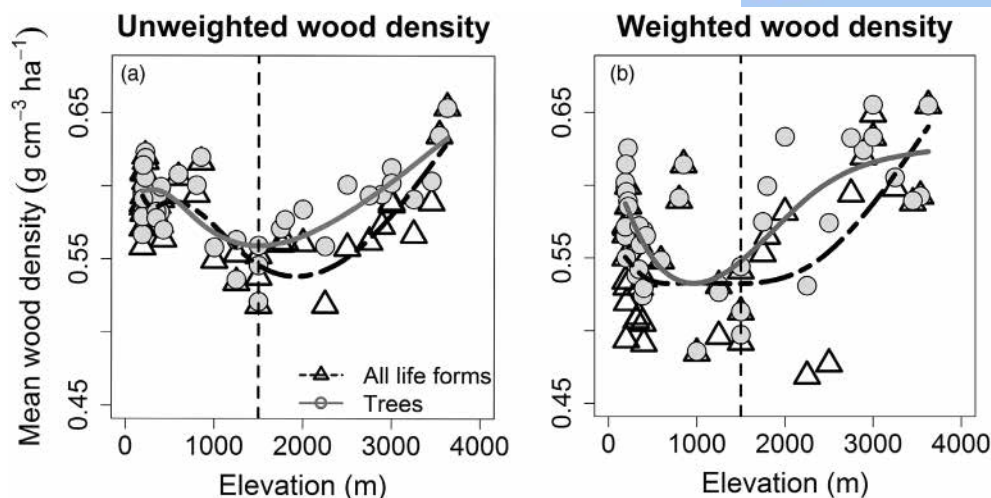 Unweighted wood density
Weighted wood density
Mean wood density (g cm⁻³ ha⁻¹)
(a)
0.65
0.55
0.45
All life forms
Trees
0 1000 2000 3000 4000
Elevation (m)
(b)
0.65
0.55
0.45
0 1000 2000 3000 4000
Elevation (m)